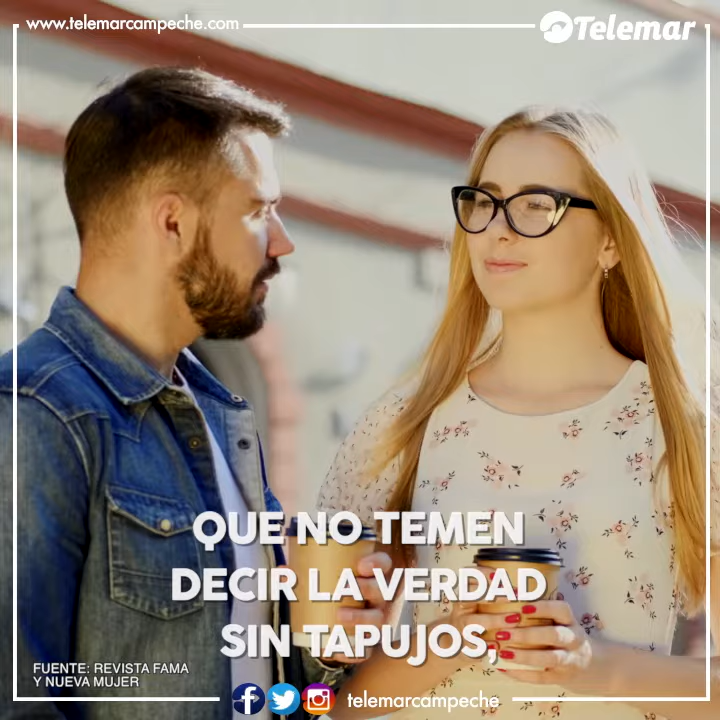 www.telemarcampeche.com
Telemar
QUE NO TEMEN
DECIR LA VERDAD
SIN TAPUJOS,
FUENTE: REVISTA FAMA
Y NUEVA MUJER
telemarcampeche